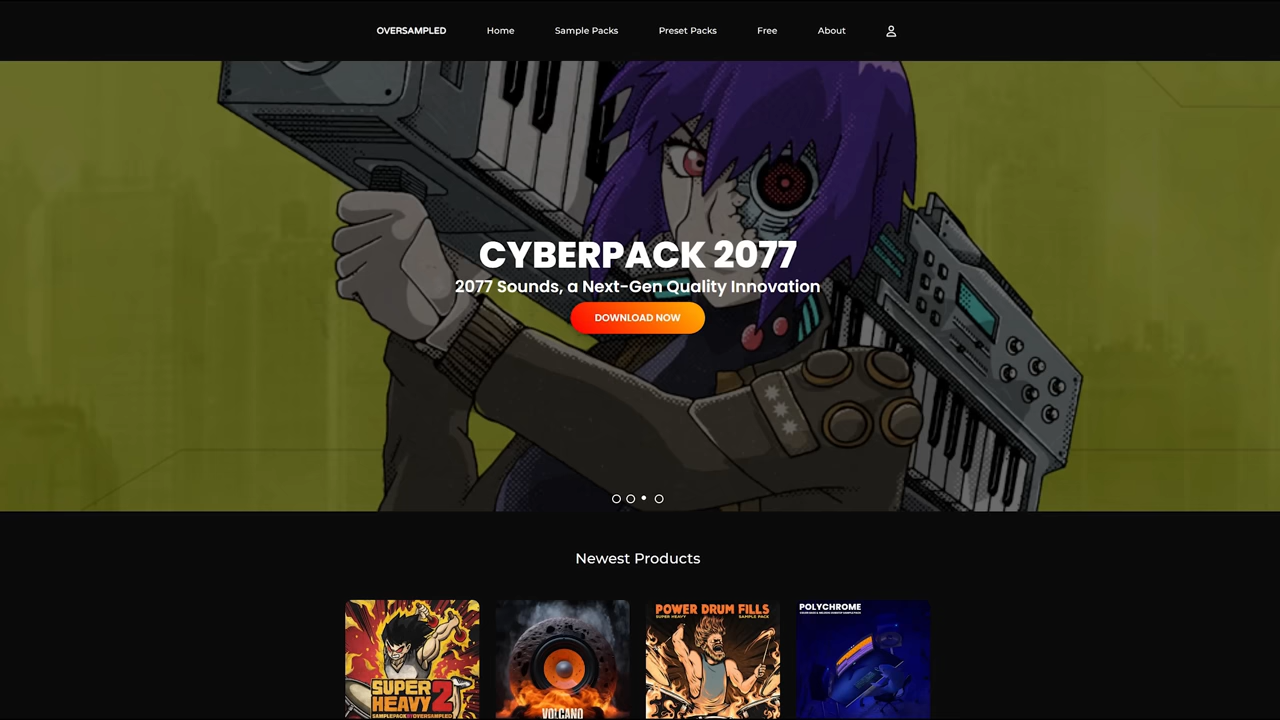 OVERSAMPLED
Home
Sample Packs
Preset Packs
Free
About
CYBERPACK 2077
2077 Sounds, a Next-Gen Quality Innovation
DOWNLOAD NOW
Newest Products
SUPER
HEAVY 2
SAMPLEPACK BY OVERSAMPLED
VOLCANO
POWER DRUM FILLS
SUPER HEAVY SAMPLE PACK
POLYCHROME